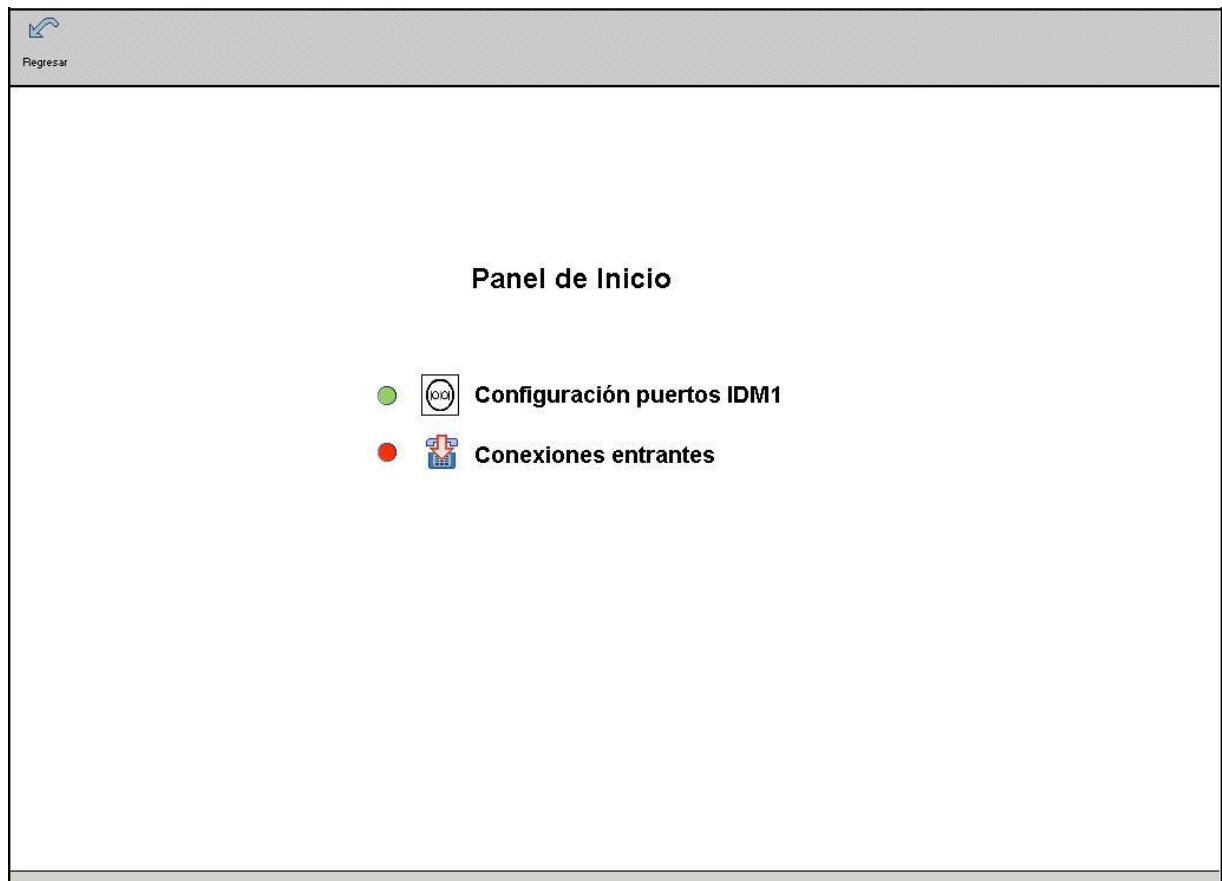 Regresar
Panel de Inicio
Configuración puertos IDM1
Conexiones entrantes